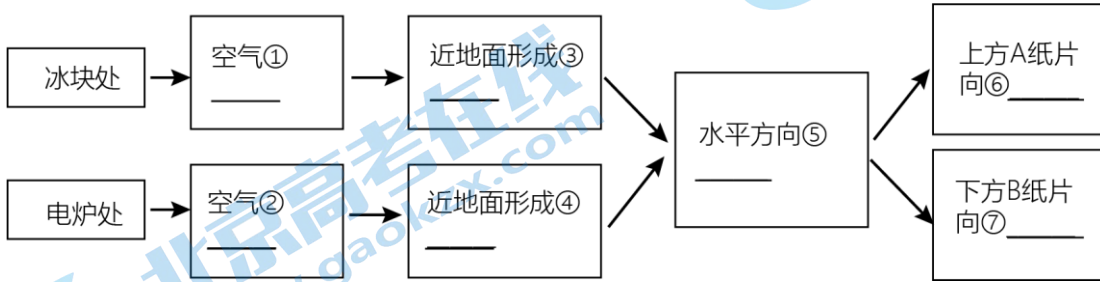 冰块处
空气①
近地面形成③
水平方向⑤
上方A纸片
向⑥
电炉处
空气②
近地面形成④
下方B纸片
向⑦
北京高考在线
www.gaokzx.com